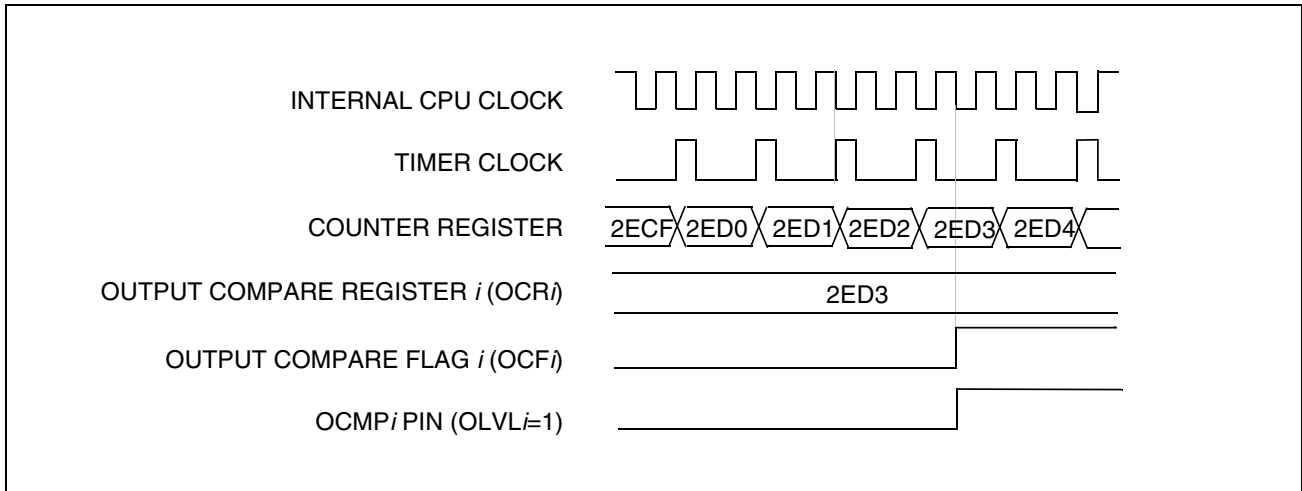 INTERNAL CPU CLOCK
TIMER CLOCK
COUNTER REGISTER 2ECF 2ED0 2ED1 2ED2 2ED3 2ED4
OUTPUT COMPARE REGISTER i (OCRi) 2ED3
OUTPUT COMPARE FLAG i (OCFi)
OCMPi PIN (OLVLi=1)